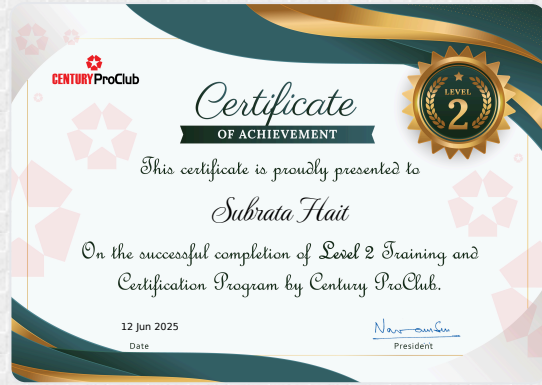 CENTURY ProClub
Certificate
OF ACHIEVEMENT
LEVEL
2
This certificate is proudly presented to
Subrata Hait
On the successful completion of Level 2 Training and
Certification Program by Century ProClub.
12 Jun 2025
Date
President